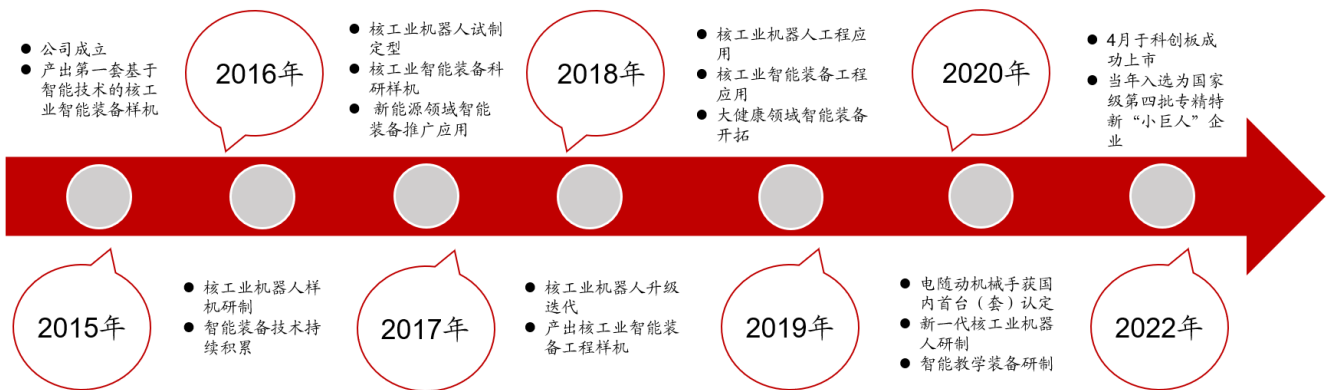 ● 公司成立
● 产出第一套基于
智能技术的核工
业智能装备样机
2015年
2016年
● 核工业机器人样
机研制
● 智能装备技术持
续积累
● 核工业机器人试制
定型
● 核工业智能装备科
研样机
● 新能源领域智能
装备推广应用
2017年
2018年
● 核工业机器人升级
迭代
● 产出核工业智能装
备工程样机
● 核工业机器人工程应
用
● 核工业智能装备工程
应用
● 大健康领域智能装备
开拓
2019年
2020年
● 电随动机械手获国
内首台（套）认定
● 新一代核工业机器
人研制
● 智能教学装备研制
● 4月于科创板成
功上市
● 当年入选为国家
级第四批专精特
新“小巨人”企
业
2022年